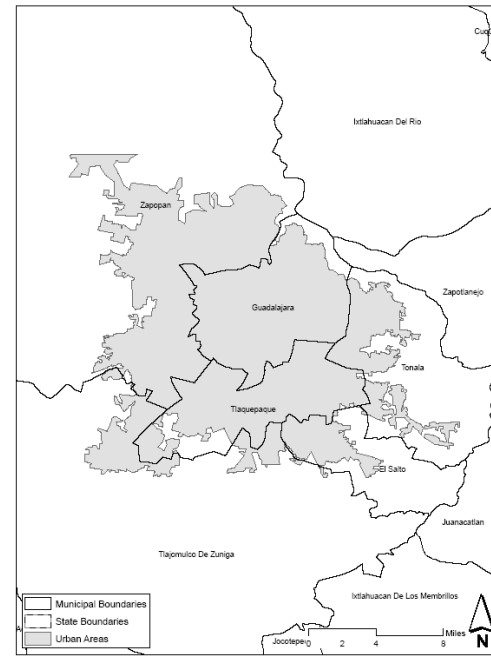 Cuqu
Ixtlahuacan Del Rio
Zapopan
Zapotlanejo
Guadalajara
Tonala
Tlaquepaque
El Salto
Juanacatlan
Tlajomulco De Zuniga
Ixtlahuacan De Los Membrillos
Jocotepe
Municipal Boundaries
State Boundaries
Urban Areas
Miles
0 2 4 8
N